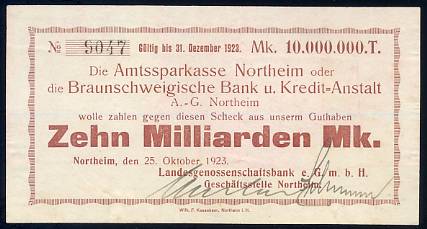 № 9047 Gültig bis 31. Dezember 1923. Mk. 10.000.000.T.
Die Amtssparkasse Northeim oder
die Braunschweigische Bank u. Kredit-Anstalt
A.-G. Northeim
wolle zahlen gegen diesen Scheck aus unserm Guthaben
Zehn Milliarden Mk.
Northeim, den 25. Oktober 1923.
Landesgenossenschaftsbank e. G. m. b. H.
Geschäftsstelle Northeim.
Northeim i. H.